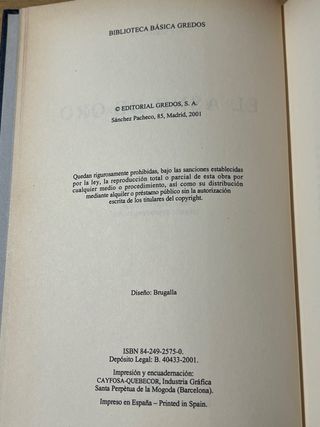 BIBLIOTECA BÁSICA GREDOS
© EDITORIAL GREDOS, S. A.
Sánchez Pacheco, 85, Madrid, 2001
Quedan rigurosamente prohibidas, bajo las sanciones establecidas
por la ley, la reproducción total o parcial de esta obra por
cualquier medio o procedimiento, así como su distribución
mediante alquiler o préstamo público sin la autorización
escrita de los titulares del copyright.
Diseño: Brugalla
ISBN 84-249-2575-0.
Depósito Legal: B. 40433-2001.
Impresión y encuadernación:
CAYFOSA-QUEBECOR, Industria Gráfica
Santa Perpètua de la Mogoda (Barcelona).
Impreso en España – Printed in Spain.